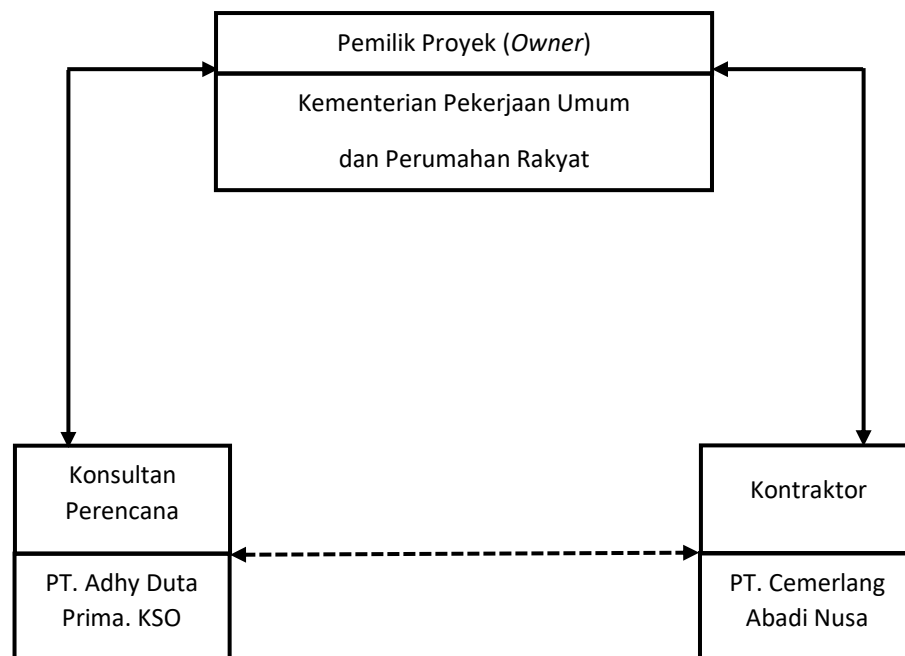 Pemilik Proyek (Owner)
Kementerian Pekerjaan Umum
dan Perumahan Rakyat
Konsultan
Perencana
Kontraktor
PT. Adhy Duta
Prima. KSO
PT. Cemerlang
Abadi Nusa